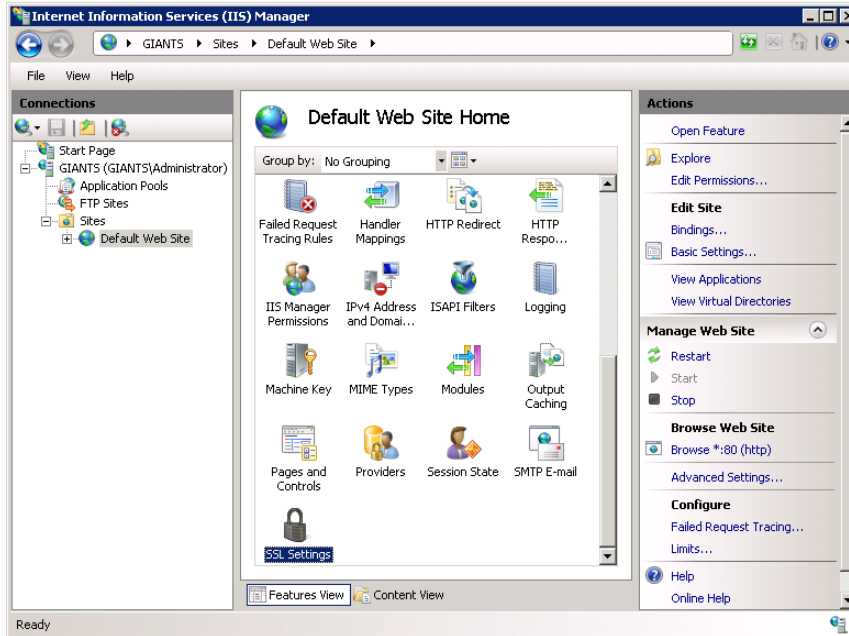 Internet Information Services (IIS) Manager
GIANTS
Sites
Default Web Site
File
View
Help
Connections
Start Page
GIANTS (GIANTS\Administrator)
Application Pools
FTP Sites
Sites
Default Web Site
Default Web Site Home
Group by: No Grouping
Failed Request
Tracing Rules
Handler
Mappings
HTTP Redirect
HTTP
Respo...
IIS Manager
Permissions
IPv4 Address
and Domai...
ISAPI Filters
Logging
Machine Key
MIME Types
Modules
Output
Caching
Pages and
Controls
Providers
Session State
SMTP E-mail
SSL Settings
Features View
Content View
Actions
Open Feature
Explore
Edit Permissions...
Edit Site
Bindings...
Basic Settings...
View Applications
View Virtual Directories
Manage Web Site
Restart
Start
Stop
Browse Web Site
Browse *:80 (http)
Advanced Settings...
Configure
Failed Request Tracing...
Limits...
Help
Online Help
Ready